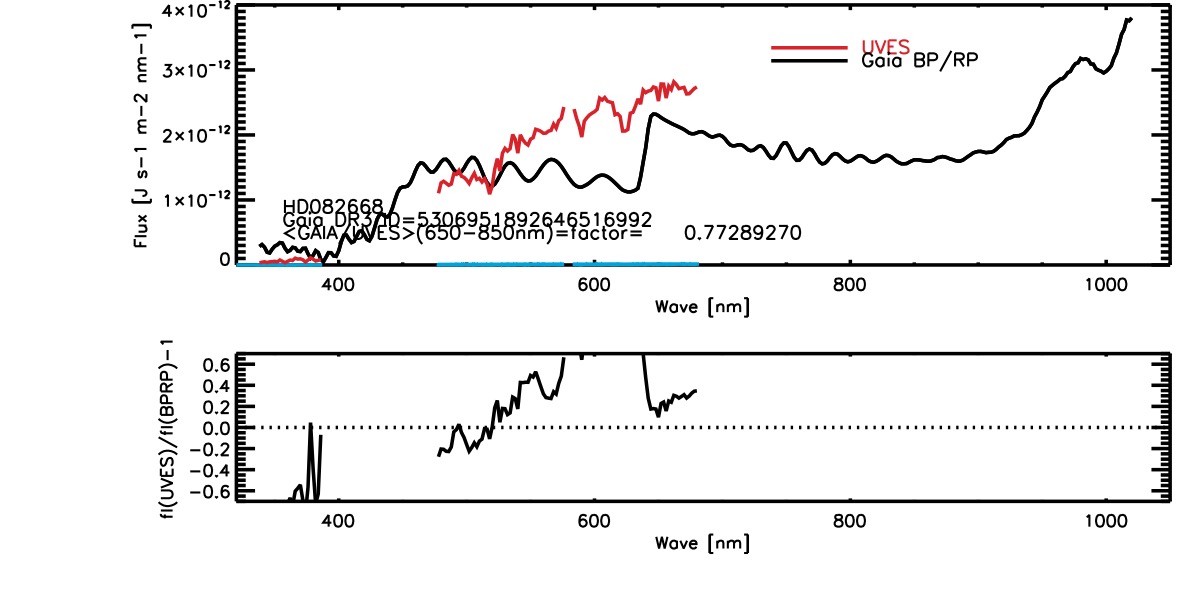 4×10−12
3×10−12
2×10−12
1×10−12
0
Flux [J s−1 m−2 nm−1]
UVES
Gaia BP/RP
HD082668
Gaia DR3 ID=5306951892646516992
<GAIA/UVES>(650−850nm)=factor= 0.77289270
400 600 800 1000
Wave [nm]
fl(UVES)/fl(BPRP)−1
0.6
0.4
0.2
0.0
−0.2
−0.4
−0.6
400 600 800 1000
Wave [nm]